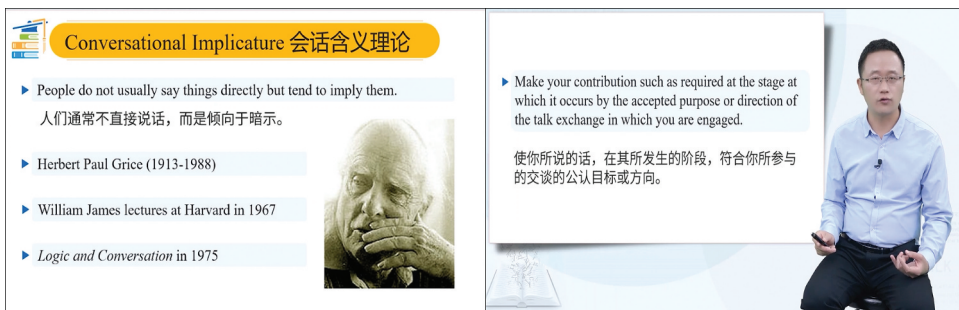 Conversational Implicature 会话含义理论
People do not usually say things directly but tend to imply them.
人们通常不直接说话，而是倾向于暗示。
Herbert Paul Grice (1913-1988)
William James lectures at Harvard in 1967
Logic and Conversation in 1975
Make your contribution such as required at the stage at
which it occurs by the accepted purpose or direction of
the talk exchange in which you are engaged.
使你所说的话，在其所发生的阶段，符合你所参与
的交谈的公认目标或方向。